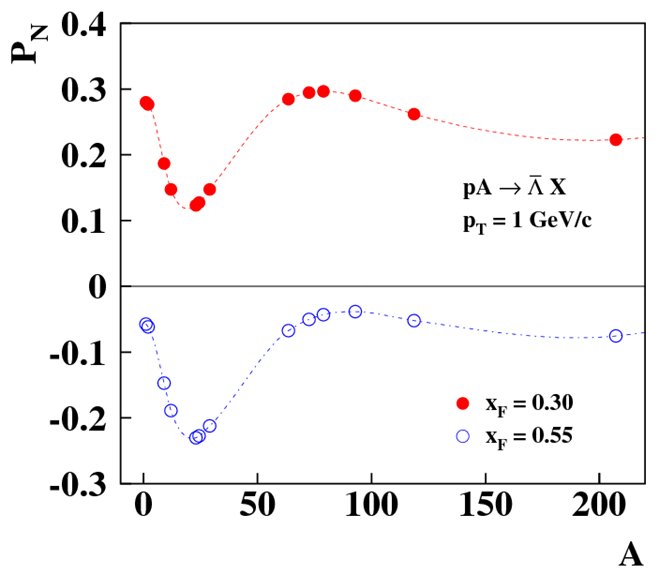 P_N
0.4
0.3
0.2
0.1
0
-0.1
-0.2
-0.3
pA → Λ̄ X
p_T = 1 GeV/c
x_F = 0.30
x_F = 0.55
0 50 100 150 200
A